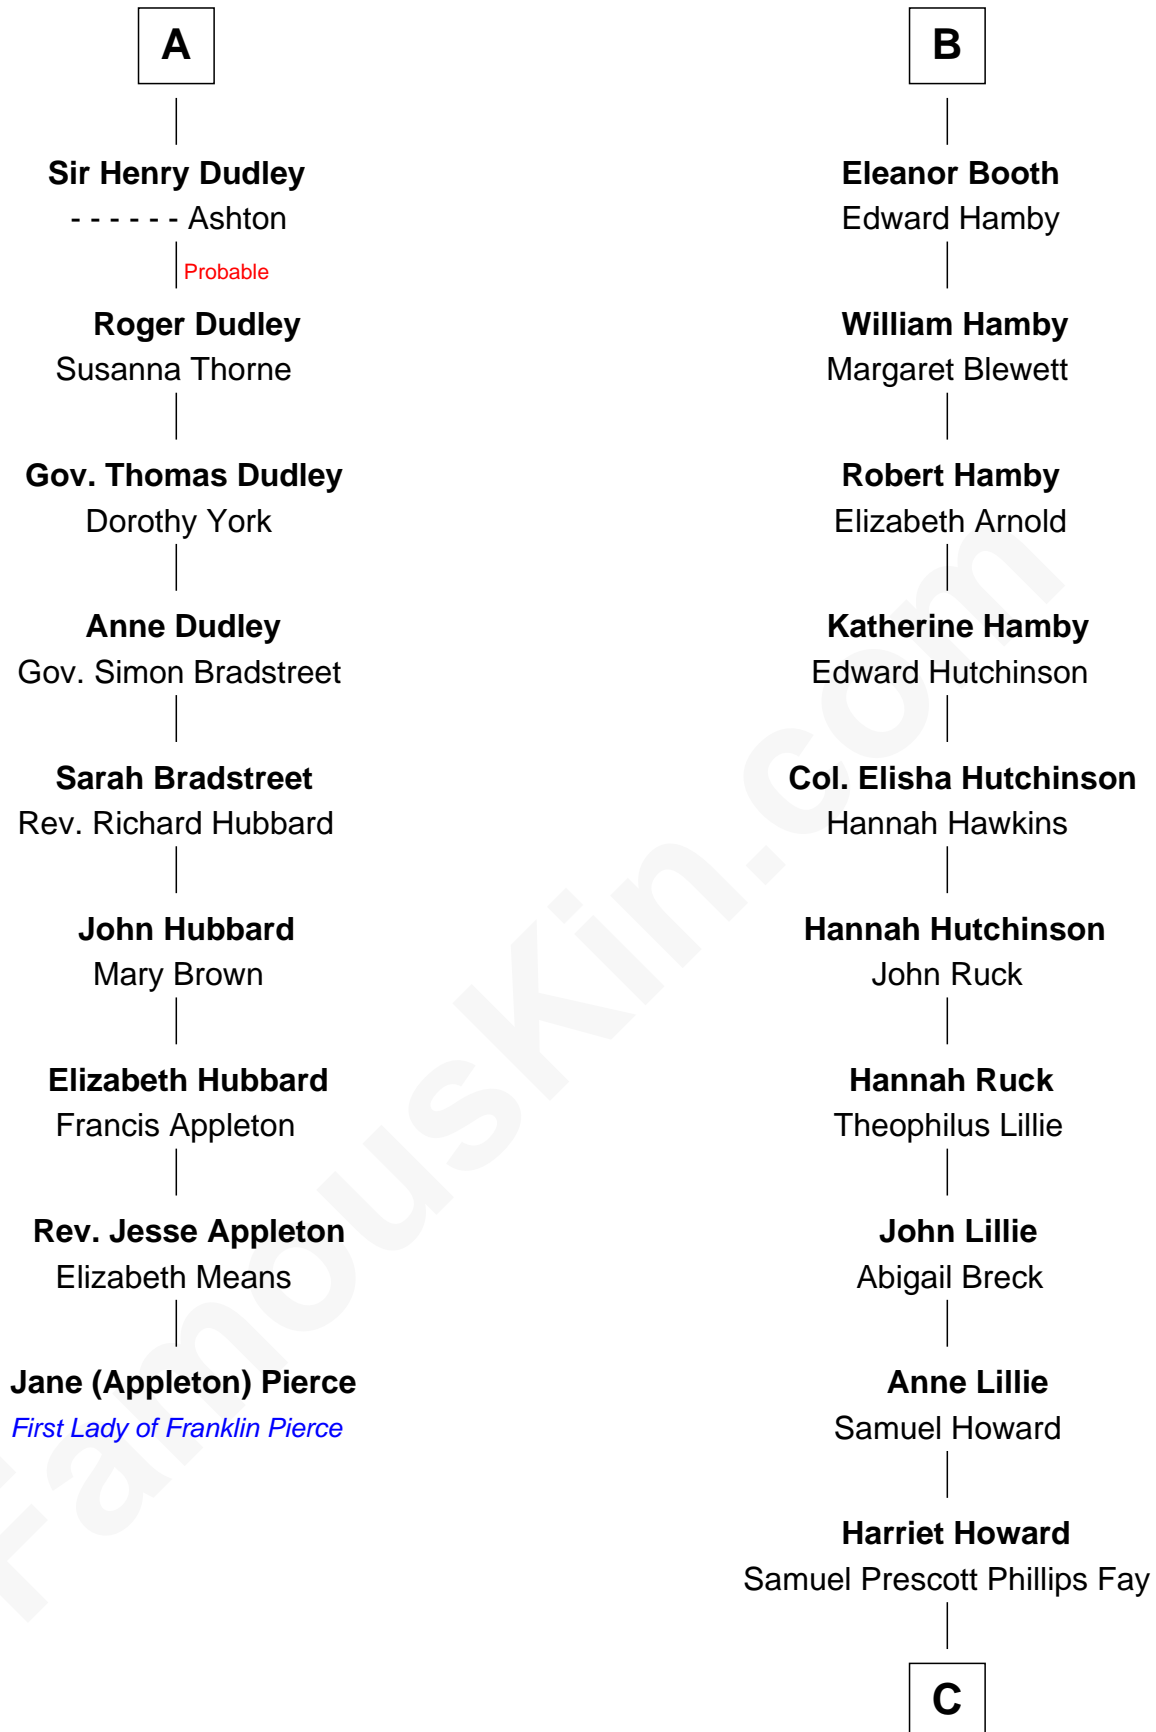 A
Sir Henry Dudley
- - - - - - Ashton
Probable
Roger Dudley
Susanna Thorne
Gov. Thomas Dudley
Dorothy York
Anne Dudley
Gov. Simon Bradstreet
Sarah Bradstreet
Rev. Richard Hubbard
John Hubbard
Mary Brown
Elizabeth Hubbard
Francis Appleton
Rev. Jesse Appleton
Elizabeth Means
Jane (Appleton) Pierce
First Lady of Franklin Pierce
B
Eleanor Booth
Edward Hamby
William Hamby
Margaret Blewett
Robert Hamby
Elizabeth Arnold
Katherine Hamby
Edward Hutchinson
Col. Elisha Hutchinson
Hannah Hawkins
Hannah Hutchinson
John Ruck
Hannah Ruck
Theophilus Lillie
John Lillie
Abigail Breck
Anne Lillie
Samuel Howard
Harriet Howard
Samuel Prescott Phillips Fay
C
FamousKin.com